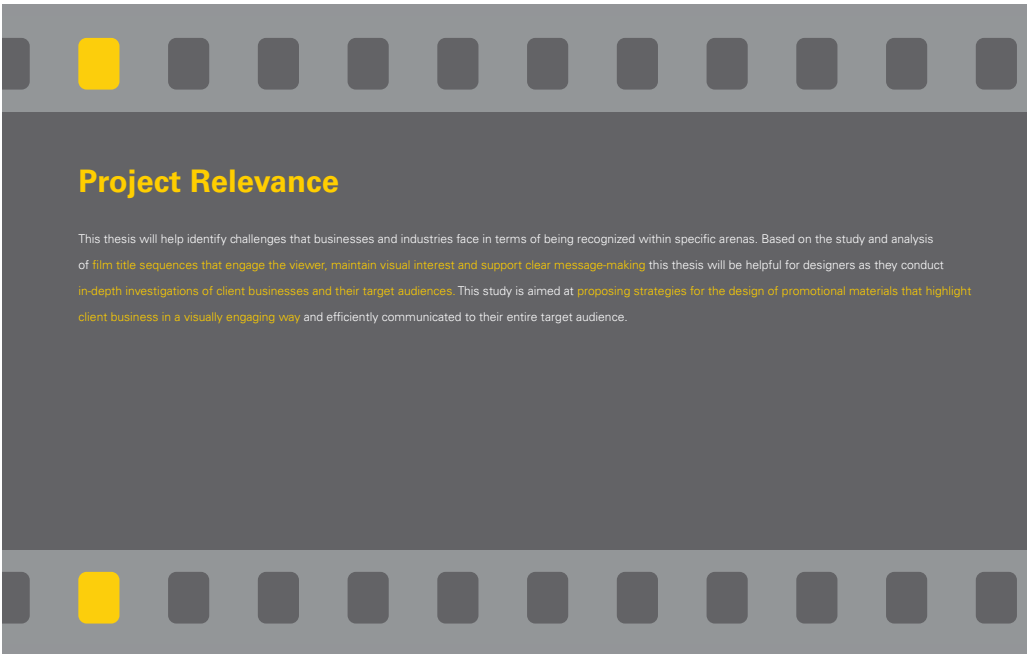 Project Relevance
This thesis will help identify challenges that businesses and industries face in terms of being recognized within specific arenas. Based on the study and analysis
of film title sequences that engage the viewer, maintain visual interest and support clear message-making this thesis will be helpful for designers as they conduct
in-depth investigations of client businesses and their target audiences. This study is aimed at proposing strategies for the design of promotional materials that highlight
client business in a visually engaging way and efficiently communicated to their entire target audience.